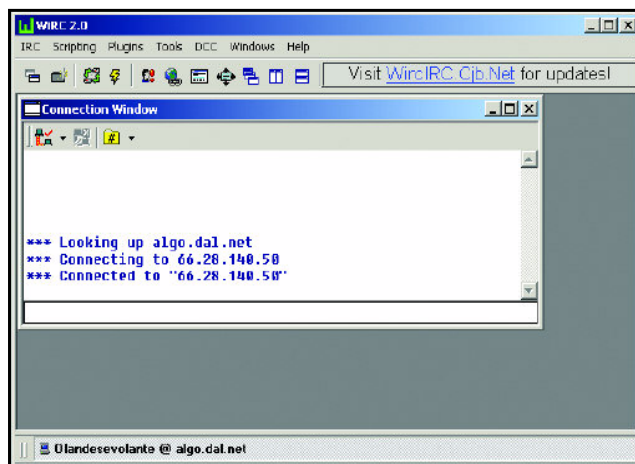 WIRC 2.0
IRC Scripting Plugins Tools DCC Windows Help
Visit WircIRC.Cjb.Net for updates!
Connection Window
*** Looking up algo.dal.net
*** Connecting to 66.28.140.50
*** Connected to "66.28.140.50"
Olandesevolante @ algo.dal.net